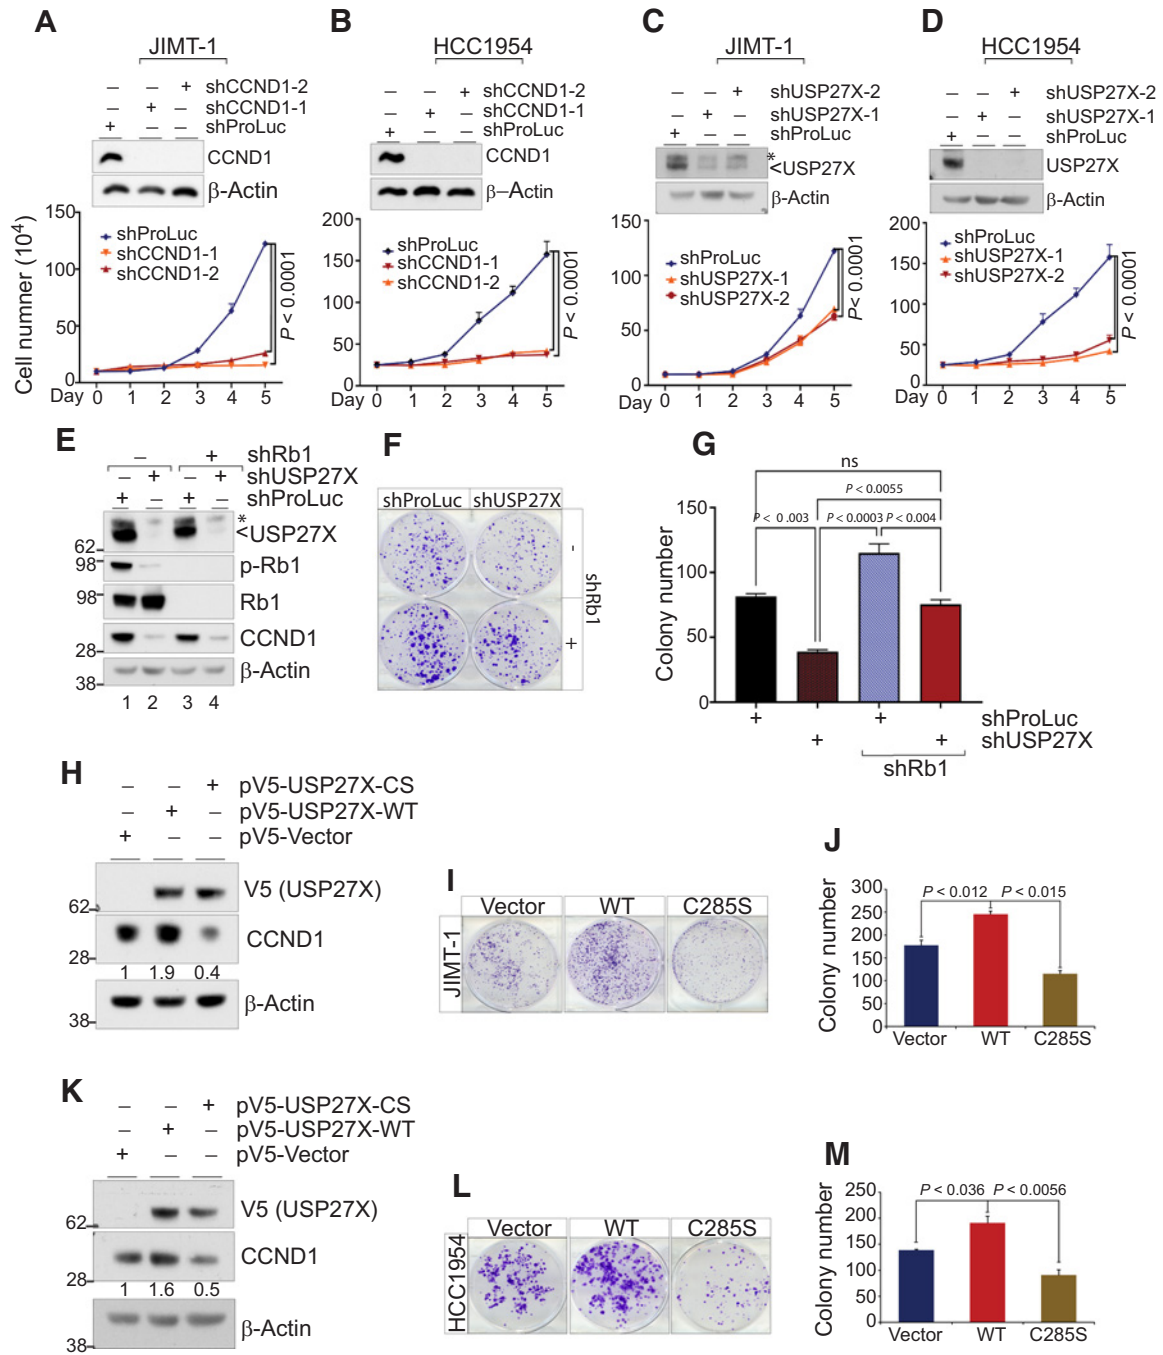 A
JIMT-1
– – + shCCND1-2
– + – shCCND1-1
+ – – shProLuc
CCND1
β-Actin
Cell numner (10⁴)
150
100
50
0
shProLuc
shCCND1-1
shCCND1-2
P < 0.0001
Day 0 1 2 3 4 5
B
HCC1954
– – + shCCND1-2
– + – shCCND1-1
+ – – shProLuc
CCND1
β–Actin
200
150
100
50
0
shProLuc
shCCND1-1
shCCND1-2
P < 0.0001
Day 0 1 2 3 4 5
C
JIMT-1
– – + shUSP27X-2
– + – shUSP27X-1
+ – – shProLuc
*
<USP27X
β-Actin
150
100
50
0
shProLuc
shUSP27X-1
shUSP27X-2
P< 0.0001
Day 0 1 2 3 4 5
D
HCC1954
– – + shUSP27X-2
– + – shUSP27X-1
+ – – shProLuc
USP27X
β-Actin
200
150
100
50
0
shProLuc
shUSP27X-1
shUSP27X-2
P < 0.0001
Day 0 1 2 3 4 5
E
– + shRb1
– + – + shUSP27X
+ – + – shProLuc
*
<USP27X
62
98 p-Rb1
98 Rb1
CCND1
28
β-Actin
38
1 2 3 4
F
shProLuc shUSP27X
-
+
shRb1
G
ns
P < 0.0055
P < 0.003 P < 0.0003 P < 0.004
Colony number
150
100
50
0
+ + shProLuc
+ + shUSP27X
shRb1
H
– – + pV5-USP27X-CS
– + – pV5-USP27X-WT
+ – – pV5-Vector
V5 (USP27X)
62
CCND1
28
1 1.9 0.4
β-Actin
38
I
Vector WT C285S
JIMT-1
J
Colony number
300
250
200
150
100
50
0
P < 0.012 P < 0.015
Vector WT C285S
K
– – + pV5-USP27X-CS
– + – pV5-USP27X-WT
+ – – pV5-Vector
V5 (USP27X)
62
CCND1
28
1 1.6 0.5
β-Actin
38
L
Vector WT C285S
HCC1954
M
Colony number
250
200
150
100
50
0
P < 0.036 P < 0.0056
Vector WT C285S